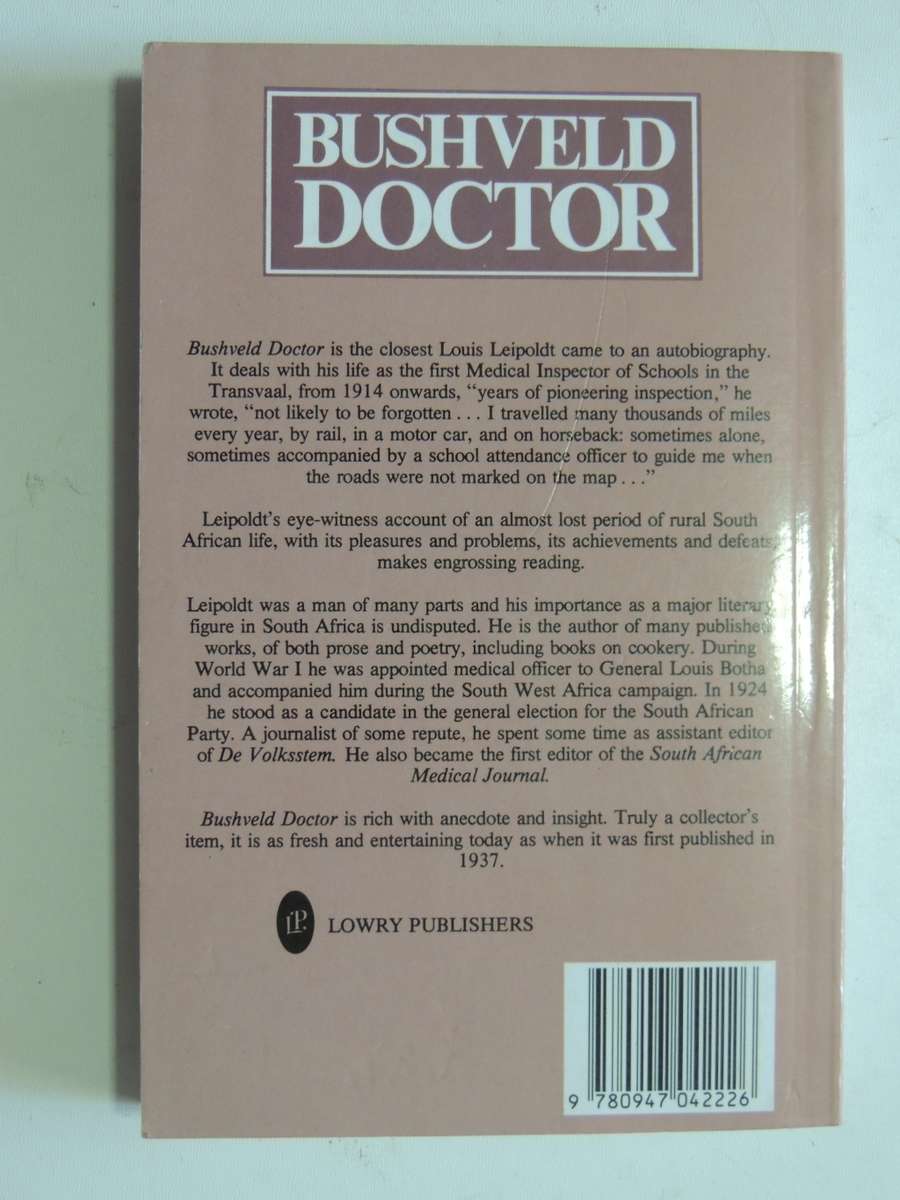 BUSHVELD
DOCTOR
Bushveld Doctor is the closest Louis Leipoldt came to an autobiography.
It deals with his life as the first Medical Inspector of Schools in the
Transvaal, from 1914 onwards, “years of pioneering inspection,” he
wrote, “not likely to be forgotten . . . I travelled many thousands of miles
every year, by rail, in a motor car, and on horseback: sometimes alone,
sometimes accompanied by a school attendance officer to guide me when
the roads were not marked on the map . . .”
Leipoldt’s eye-witness account of an almost lost period of rural South
African life, with its pleasures and problems, its achievements and defeats,
makes engrossing reading.
Leipoldt was a man of many parts and his importance as a major literary
figure in South Africa is undisputed. He is the author of many published
works, of both prose and poetry, including books on cookery. During
World War I he was appointed medical officer to General Louis Botha
and accompanied him during the South West Africa campaign. In 1924
he stood as a candidate in the general election for the South African
Party. A journalist of some repute, he spent some time as assistant editor
of De Volksstem. He also became the first editor of the South African
Medical Journal.
Bushveld Doctor is rich with anecdote and insight. Truly a collector’s
item, it is as fresh and entertaining today as when it was first published in
1937.
LP. LOWRY PUBLISHERS
9 780947 042226